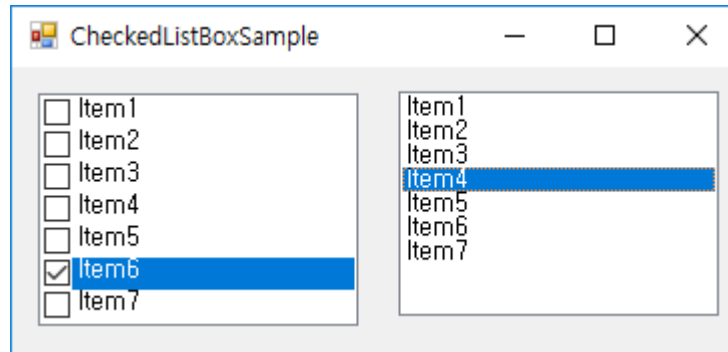 CheckedListBoxSample
Item1
Item2
Item3
Item4
Item5
Item6
Item7
Item1
Item2
Item3
Item4
Item5
Item6
Item7